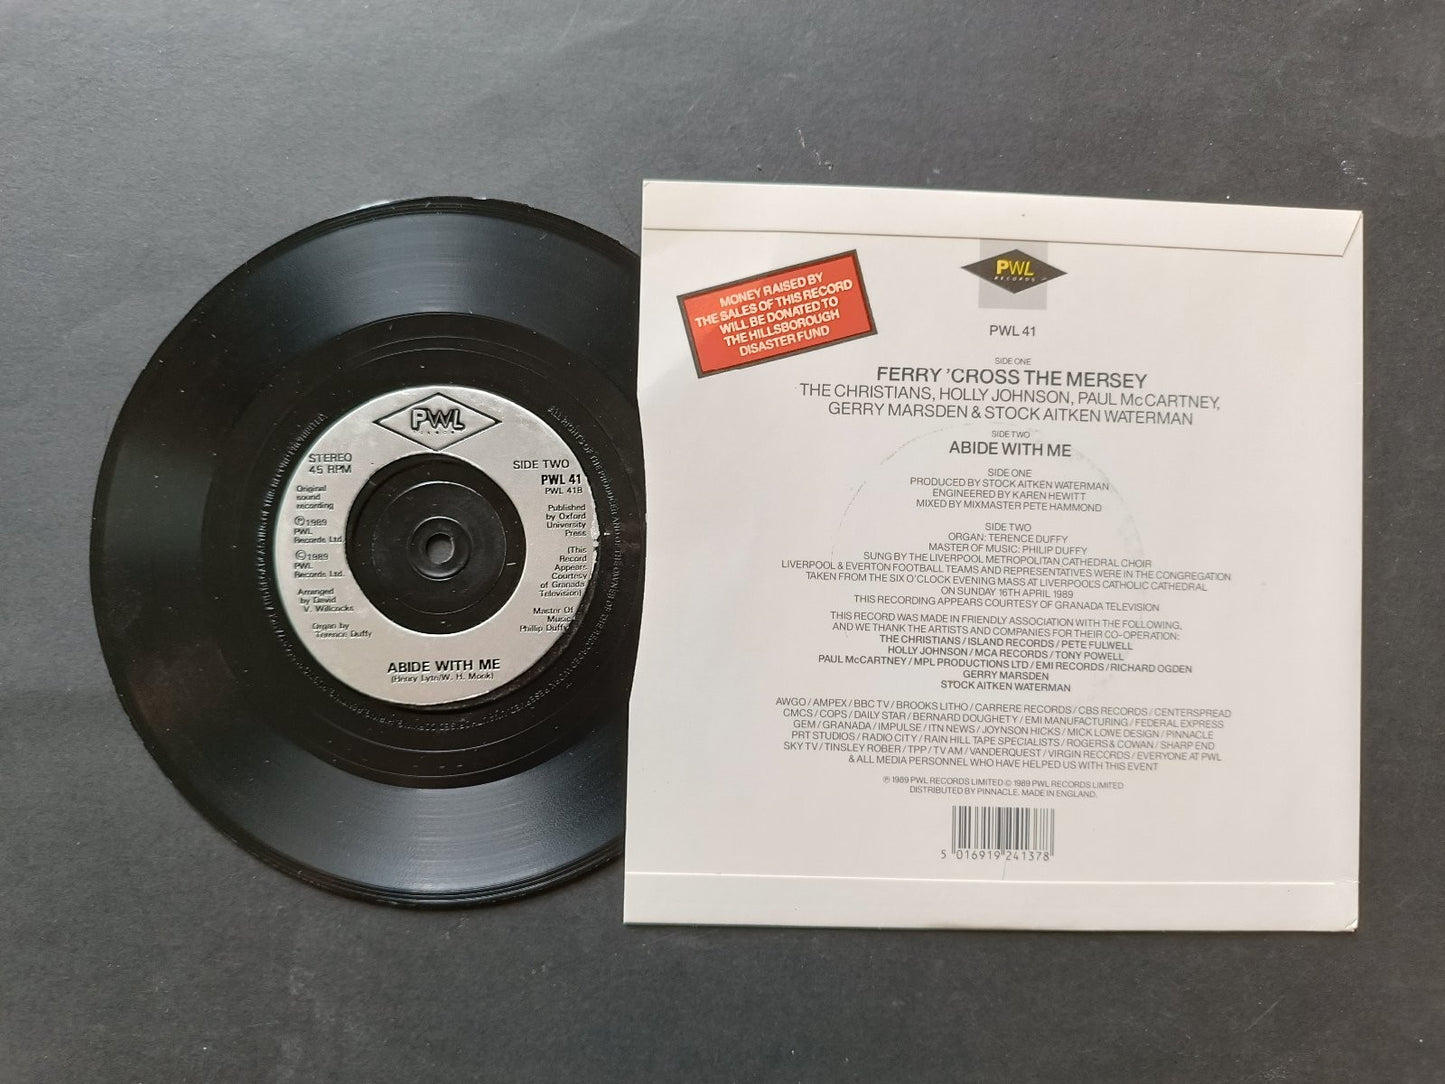 PWL
STEREO
45 RPM
SIDE TWO
PWL 41
PWL 41B
Original
sound
recording
℗1989
PWL
Records Ltd.
©1989
PWL
Records Ltd.
Arranged
by David
V. Willcocks
Organ by
Terence Duffy
Published
by Oxford
University
Press
(This
Record
Appears
Courtesy
of Granada
Television)
Master Of
Music
Phillip Duffy
ABIDE WITH ME
(Henry Lyte/W. H. Monk)
MONEY RAISED BY
THE SALES OF THIS RECORD
WILL BE DONATED TO
THE HILLSBOROUGH
DISASTER FUND
PWL
RECORDS
PWL 41
SIDE ONE
FERRY 'CROSS THE MERSEY
THE CHRISTIANS, HOLLY JOHNSON, PAUL McCARTNEY,
GERRY MARSDEN & STOCK AITKEN WATERMAN
SIDE TWO
ABIDE WITH ME
SIDE ONE
PRODUCED BY STOCK AITKEN WATERMAN
ENGINEERED BY KAREN HEWITT
MIXED BY MIXMASTER PETE HAMMOND
SIDE TWO
ORGAN: TERENCE DUFFY
MASTER OF MUSIC: PHILIP DUFFY
SUNG BY THE LIVERPOOL METROPOLITAN CATHEDRAL CHOIR
LIVERPOOL & EVERTON FOOTBALL TEAMS AND REPRESENTATIVES WERE IN THE CONGREGATION
TAKEN FROM THE SIX O'CLOCK EVENING MASS AT LIVERPOOL'S CATHOLIC CATHEDRAL
ON SUNDAY 16TH APRIL 1989
THIS RECORDING APPEARS COURTESY OF GRANADA TELEVISION
THIS RECORD WAS MADE IN FRIENDLY ASSOCIATION WITH THE FOLLOWING,
AND WE THANK THE ARTISTS AND COMPANIES FOR THEIR CO-OPERATION:
THE CHRISTIANS / ISLAND RECORDS / PETE FULWELL
HOLLY JOHNSON / MCA RECORDS / TONY POWELL
PAUL McCARTNEY / MPL PRODUCTIONS LTD / EMI RECORDS / RICHARD OGDEN
GERRY MARSDEN
STOCK AITKEN WATERMAN
AWGO / AMPEX / BBC TV / BROOKS LITHO / CARRERE RECORDS / CBS RECORDS / CENTERSPREAD
CMCS / COPS / DAILY STAR / BERNARD DOUGHETY / EMI MANUFACTURING / FEDERAL EXPRESS
GEM / GRANADA / IMPULSE / ITN NEWS / JOYNSON HICKS / MICK LOWE DESIGN / PINNACLE
PRT STUDIOS / RADIO CITY / RAIN HILL TAPE SPECIALISTS / ROGERS & COWAN / SHARP END
SKY TV / TINSLEY ROBER / TPP / TV AM / VANDERQUEST / VIRGIN RECORDS / EVERYONE AT PWL
& ALL MEDIA PERSONNEL WHO HAVE HELPED US WITH THIS EVENT
℗ 1989 PWL RECORDS LIMITED © 1989 PWL RECORDS LIMITED
DISTRIBUTED BY PINNACLE. MADE IN ENGLAND.
5 016919 241378